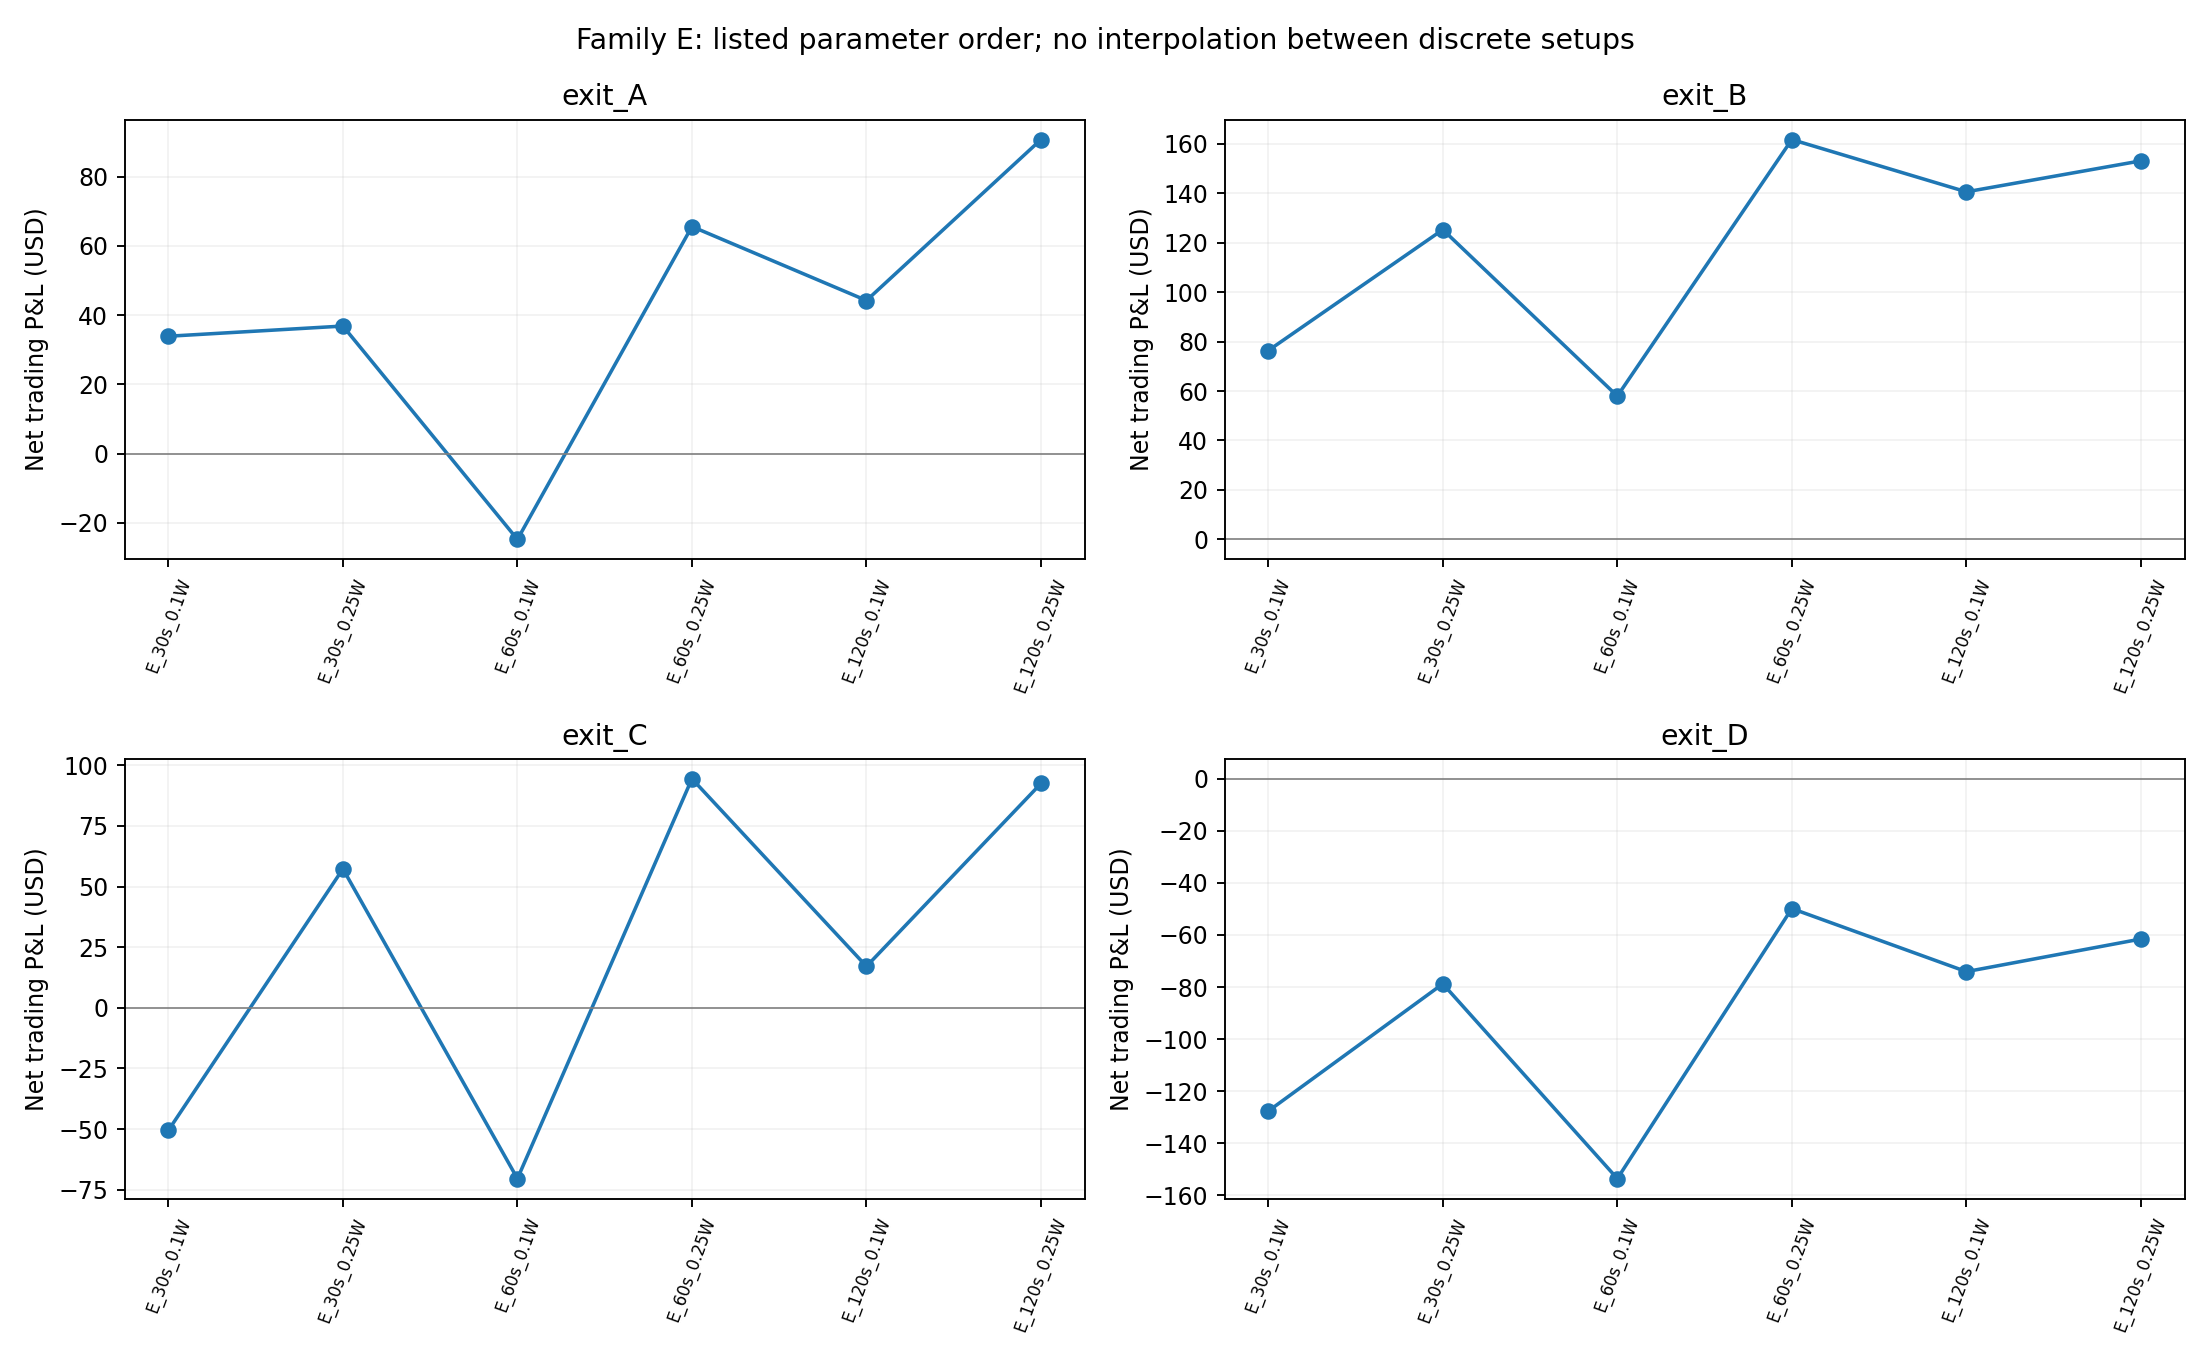 Family E: listed parameter order; no interpolation between discrete setups
exit_A
Net trading P&L (USD)
80
60
40
20
0
−20
E_30s_0.1W
E_30s_0.25W
E_60s_0.1W
E_60s_0.25W
E_120s_0.1W
E_120s_0.25W
exit_B
Net trading P&L (USD)
160
140
120
100
80
60
40
20
0
E_30s_0.1W
E_30s_0.25W
E_60s_0.1W
E_60s_0.25W
E_120s_0.1W
E_120s_0.25W
exit_C
Net trading P&L (USD)
100
75
50
25
0
−25
−50
−75
E_30s_0.1W
E_30s_0.25W
E_60s_0.1W
E_60s_0.25W
E_120s_0.1W
E_120s_0.25W
exit_D
Net trading P&L (USD)
0
−20
−40
−60
−80
−100
−120
−140
−160
E_30s_0.1W
E_30s_0.25W
E_60s_0.1W
E_60s_0.25W
E_120s_0.1W
E_120s_0.25W